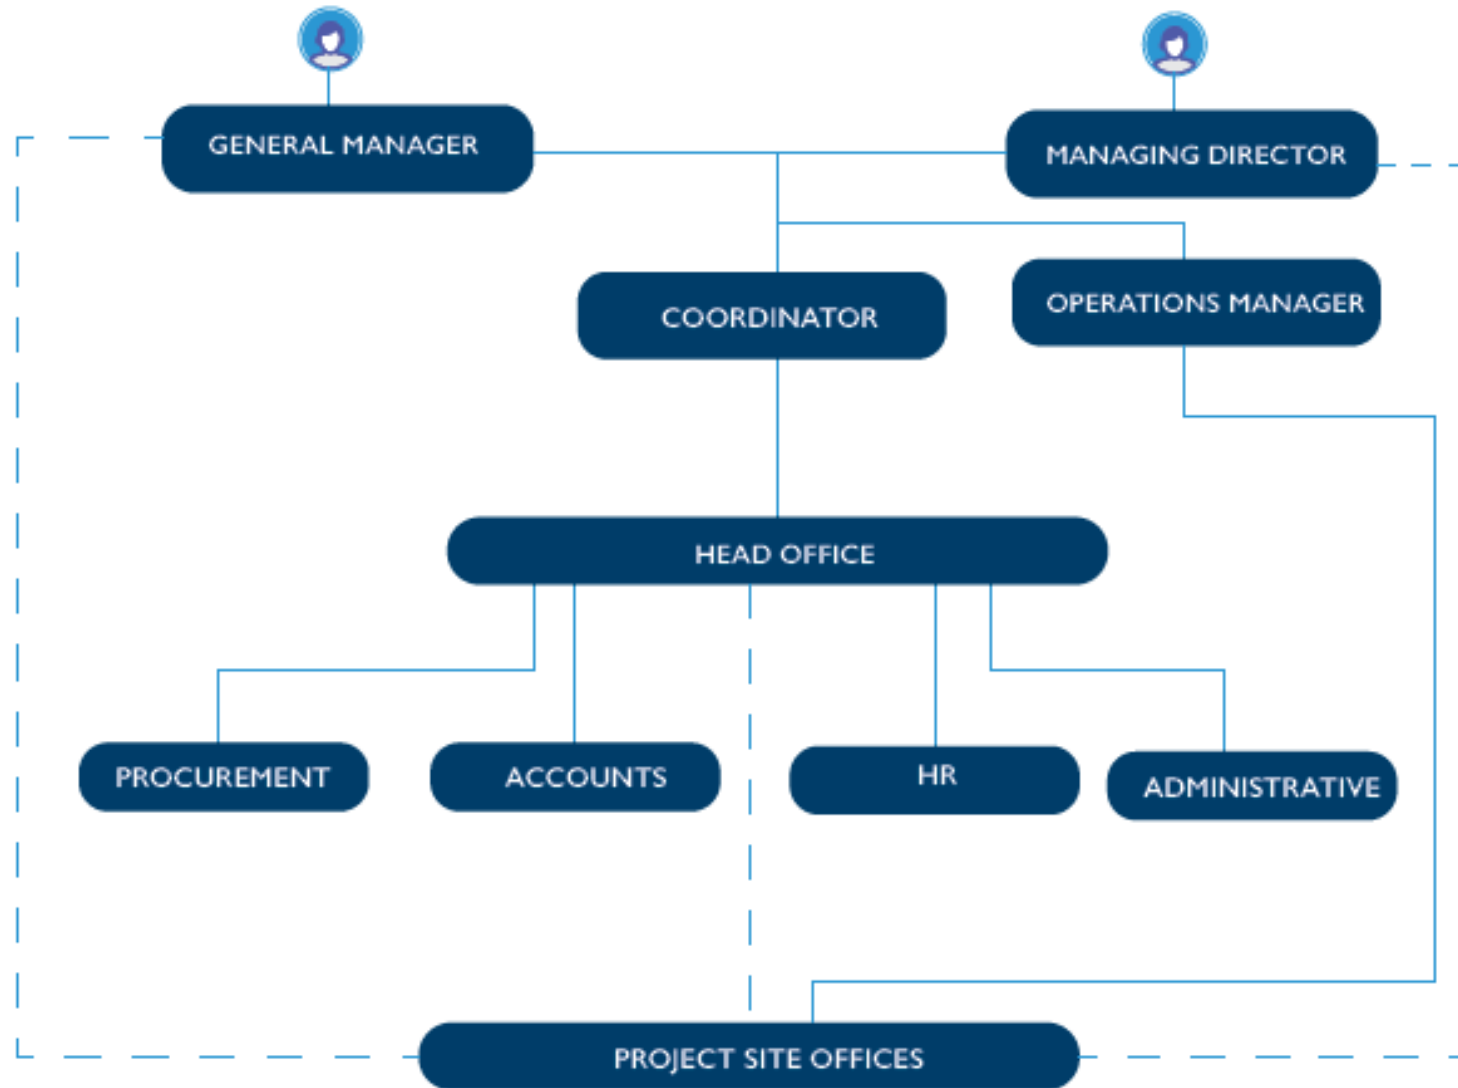 GENERAL MANAGER
MANAGING DIRECTOR
COORDINATOR
OPERATIONS MANAGER
HEAD OFFICE
PROCUREMENT
ACCOUNTS
HR
ADMINISTRATIVE
PROJECT SITE OFFICES